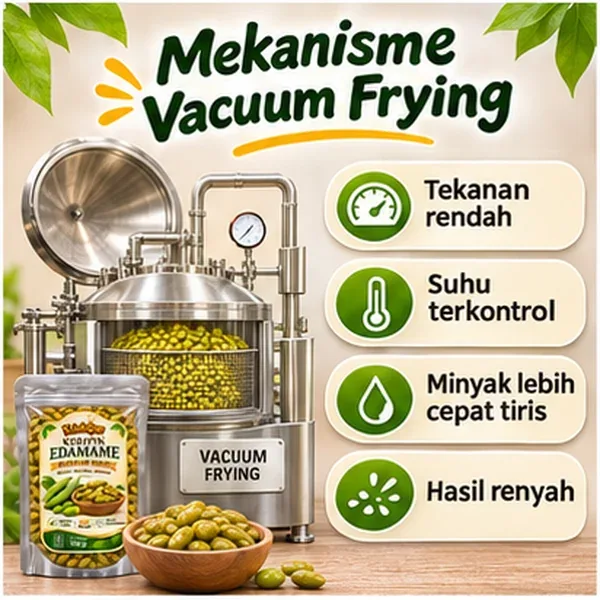 Mekanisme
Vacuum Frying
Tekanan
rendah
Suhu
terkontrol
Minyak lebih
cepat tiris
Hasil renyah
VACUUM
FRYING
EDAMAME